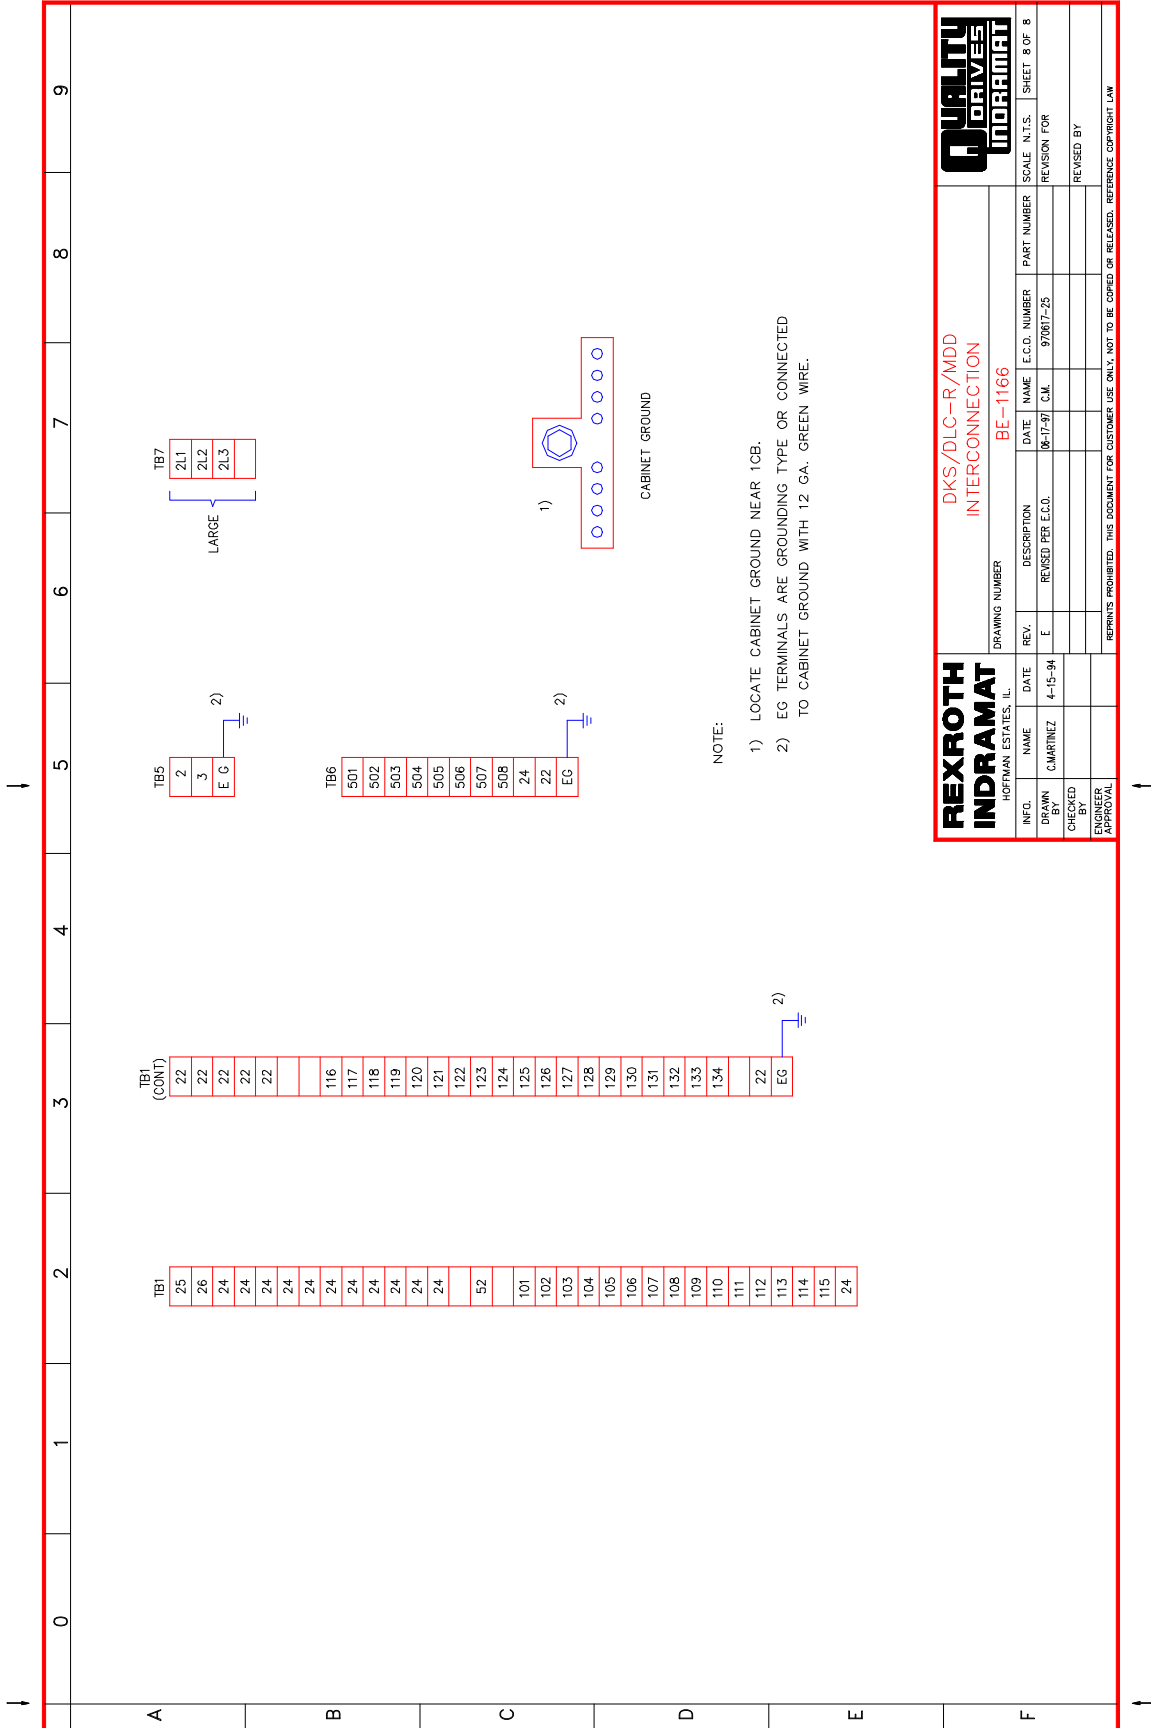 0
1
2
3
4
5
6
7
8
9
A
B
C
D
E
F
TB1
25
26
24
24
24
24
24
24
24
24
24
24
24
52
101
102
103
104
105
106
107
108
109
110
111
112
113
114
115
24
TB1
(CONT)
22
22
22
22
22
116
117
118
119
120
121
122
123
124
125
126
127
128
129
130
131
132
133
134
22
EG
2)
TB5
2
3
E G
2)
TB6
501
502
503
504
505
506
507
508
24
22
EG
2)
TB7
2L1
2L2
2L3
LARGE
1)
CABINET GROUND
NOTE:
1) LOCATE CABINET GROUND NEAR 1CB.
2) EG TERMINALS ARE GROUNDING TYPE OR CONNECTED
TO CABINET GROUND WITH 12 GA. GREEN WIRE.
REXROTH
INDRAMAT
HOFFMAN ESTATES, IL.
INFO. NAME DATE
DRAWN BY C.MARTINEZ 4-15-94
CHECKED BY
ENGINEER APPROVAL
DKS/DLC-R/MDD
INTERCONNECTION
DRAWING NUMBER
BE-1166
REV. DESCRIPTION DATE NAME E.C.O. NUMBER PART NUMBER
E REVISED PER E.C.O. 06-17-97 C.M. 970617-25
QUALITY
DRIVES
INDRAMAT
SCALE N.T.S. SHEET 8 OF 8
REVISION FOR
REVISED BY
REPRINTS PROHIBITED. THIS DOCUMENT FOR CUSTOMER USE ONLY, NOT TO BE COPIED OR RELEASED. REFERENCE COPYRIGHT LAW